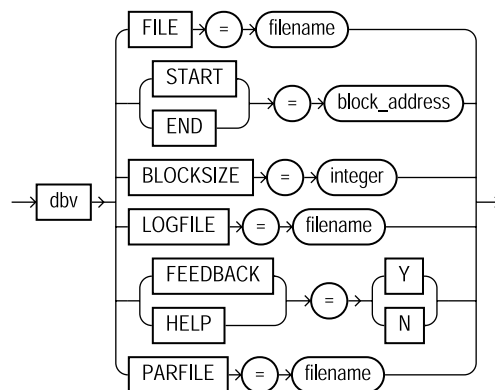 FILE = filename
START
= block_address
END
BLOCKSIZE = integer
dbv
LOGFILE = filename
FEEDBACK Y
=
HELP N
PARFILE = filename